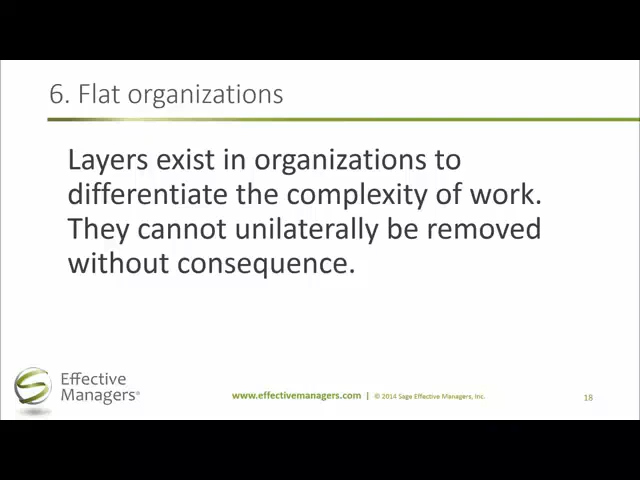 6. Flat organizations
Layers exist in organizations to
differentiate the complexity of work.
They cannot unilaterally be removed
without consequence.
Effective
Managers®
www.effectivemanagers.com | © 2014 Sage Effective Managers, Inc.
18